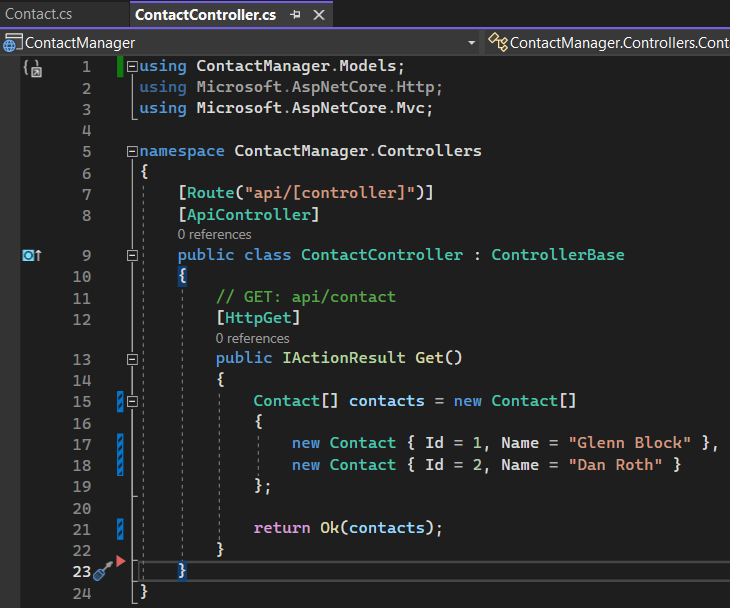 Contact.cs ContactController.cs
ContactManager ContactManager.Controllers.Cont
1 using ContactManager.Models;
2 using Microsoft.AspNetCore.Http;
3 using Microsoft.AspNetCore.Mvc;
4
5 namespace ContactManager.Controllers
6 {
7 [Route("api/[controller]")]
8 [ApiController]
0 references
9 public class ContactController : ControllerBase
10 {
11 // GET: api/contact
12 [HttpGet]
0 references
13 public IActionResult Get()
14 {
15 Contact[] contacts = new Contact[]
16 {
17 new Contact { Id = 1, Name = "Glenn Block" },
18 new Contact { Id = 2, Name = "Dan Roth" }
19 };
20
21 return Ok(contacts);
22 }
23 }
24 }